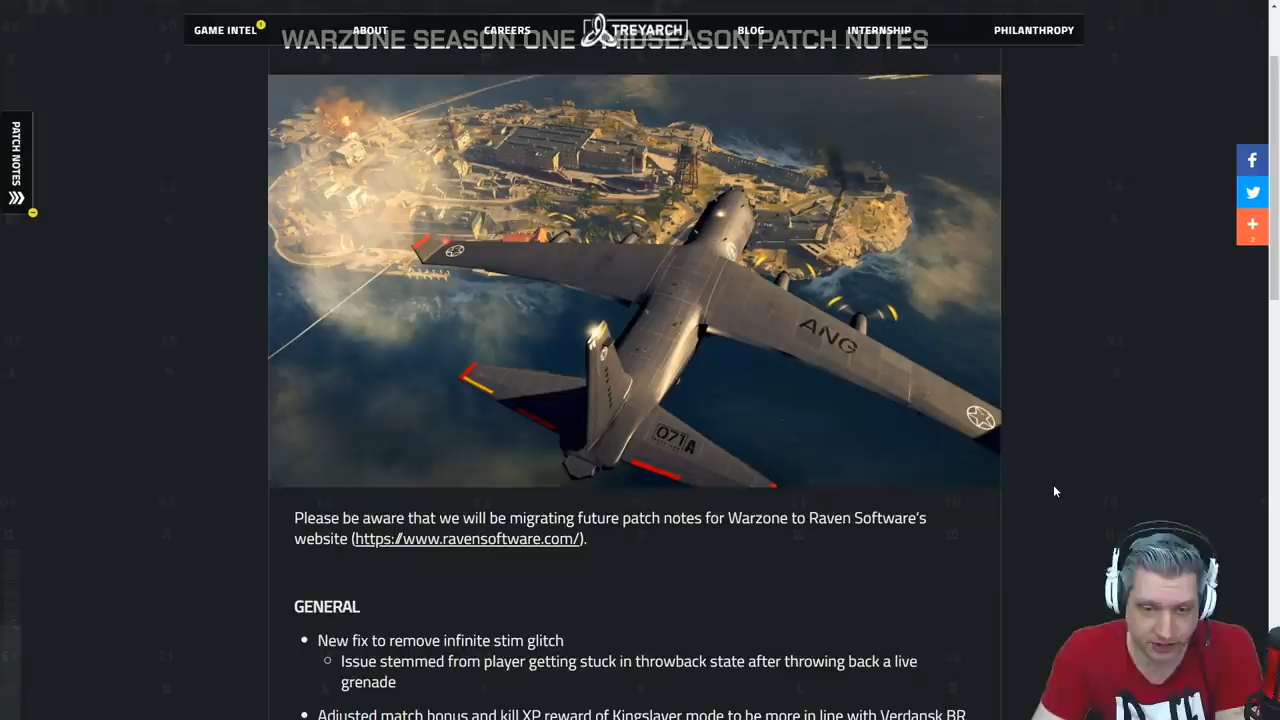 GAME INTEL
ABOUT
CAREERS
TREYARCH
BLOG
INTERNSHIP
PHILANTHROPY
WARZONE SEASON ONE MIDSEASON PATCH NOTES
PATCH NOTES
2
ANG
071A
Please be aware that we will be migrating future patch notes for Warzone to Raven Software's
website (https://www.ravensoftware.com/).
GENERAL
New fix to remove infinite stim glitch
Issue stemmed from player getting stuck in throwback state after throwing back a live
grenade
Adjusted match bonus and kill XP reward of Kingslayer mode to be more in line with Verdansk BR